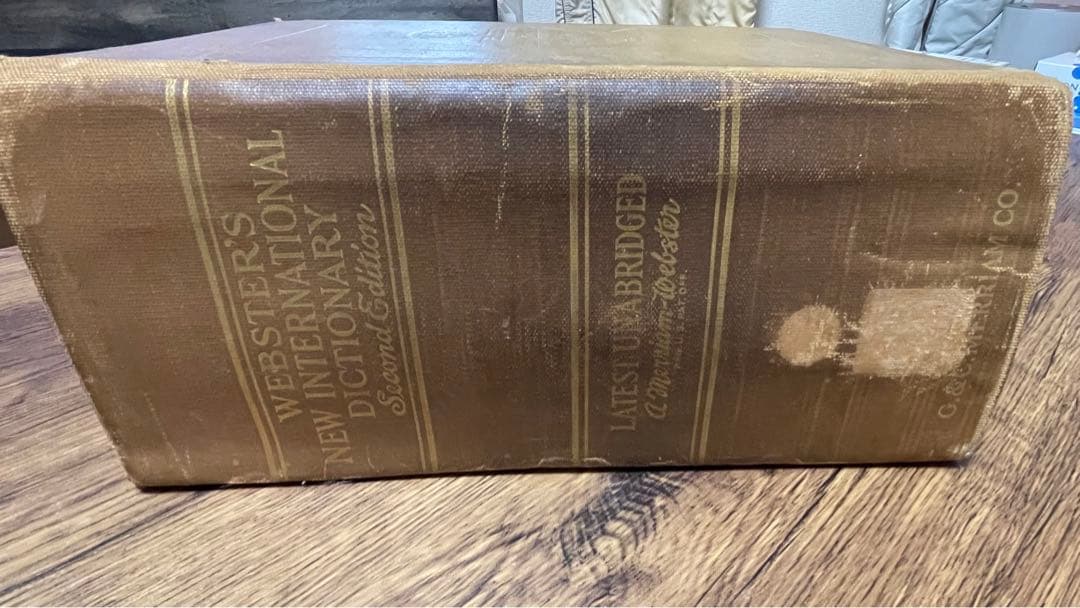 WEBSTER'S
NEW INTERNATIONAL
DICTIONARY
Second Edition
LATEST UNABRIDGED
A Merriam-Webster
G. & C. MERRIAM CO.